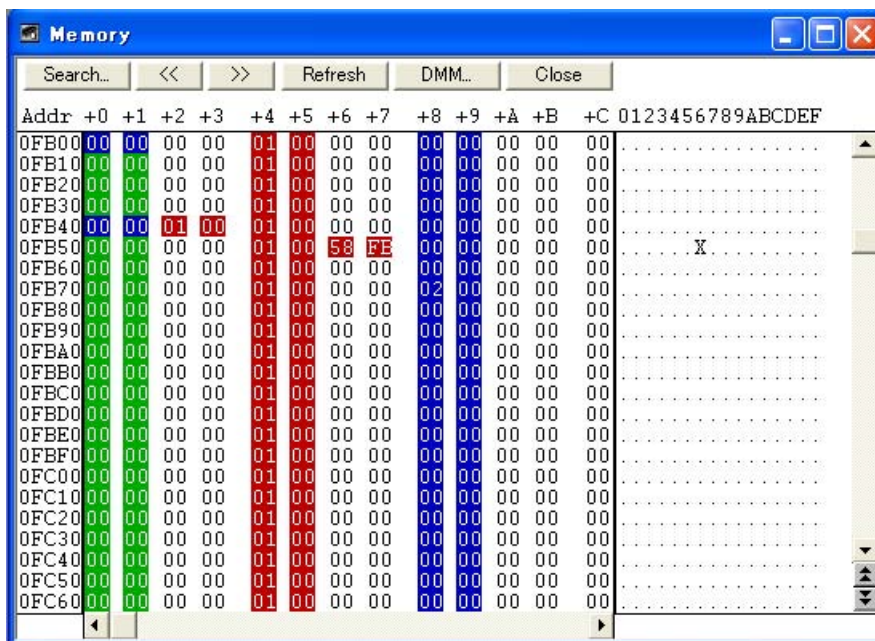 Memory
Search... << >> Refresh DMM... Close
Addr +0 +1 +2 +3 +4 +5 +6 +7 +8 +9 +A +B +C 0123456789ABCDEF
0FB00 00 00 00 00 01 00 00 00 00 00 00 00 00 ................
0FB10 00 00 00 00 01 00 00 00 00 00 00 00 00 ................
0FB20 00 00 00 00 01 00 00 00 00 00 00 00 00 ................
0FB30 00 00 00 00 01 00 00 00 00 00 00 00 00 ................
0FB40 00 00 01 00 01 00 00 00 00 00 00 00 00 ................
0FB50 00 00 00 00 01 00 58 FB 00 00 00 00 00 ......X.........
0FB60 00 00 00 00 01 00 00 00 00 00 00 00 00 ................
0FB70 00 00 00 00 01 00 00 00 02 00 00 00 00 ................
0FB80 00 00 00 00 01 00 00 00 00 00 00 00 00 ................
0FB90 00 00 00 00 01 00 00 00 00 00 00 00 00 ................
0FBA0 00 00 00 00 01 00 00 00 00 00 00 00 00 ................
0FBB0 00 00 00 00 01 00 00 00 00 00 00 00 00 ................
0FBC0 00 00 00 00 01 00 00 00 00 00 00 00 00 ................
0FBD0 00 00 00 00 01 00 00 00 00 00 00 00 00 ................
0FBE0 00 00 00 00 01 00 00 00 00 00 00 00 00 ................
0FBF0 00 00 00 00 01 00 00 00 00 00 00 00 00 ................
0FC00 00 00 00 00 01 00 00 00 00 00 00 00 00 ................
0FC10 00 00 00 00 01 00 00 00 00 00 00 00 00 ................
0FC20 00 00 00 00 01 00 00 00 00 00 00 00 00 ................
0FC30 00 00 00 00 01 00 00 00 00 00 00 00 00 ................
0FC40 00 00 00 00 01 00 00 00 00 00 00 00 00 ................
0FC50 00 00 00 00 01 00 00 00 00 00 00 00 00 ................
0FC60 00 00 00 00 01 00 00 00 00 00 00 00 00 ................